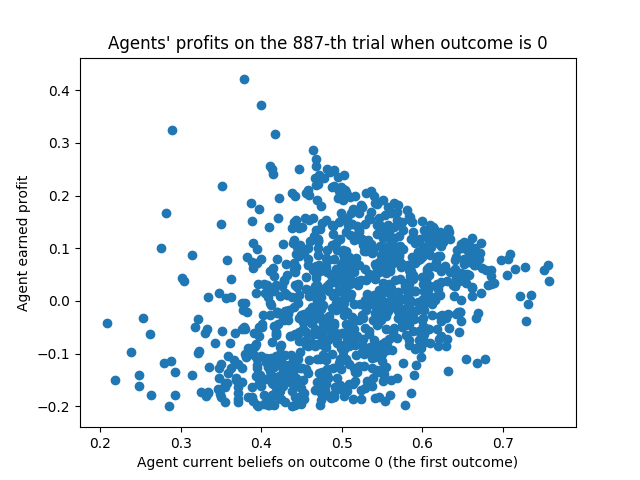 Agents' profits on the 887-th trial when outcome is 0
0.4
0.3
0.2
0.1
0.0
−0.1
−0.2
Agent earned profit
0.2 0.3 0.4 0.5 0.6 0.7
Agent current beliefs on outcome 0 (the first outcome)